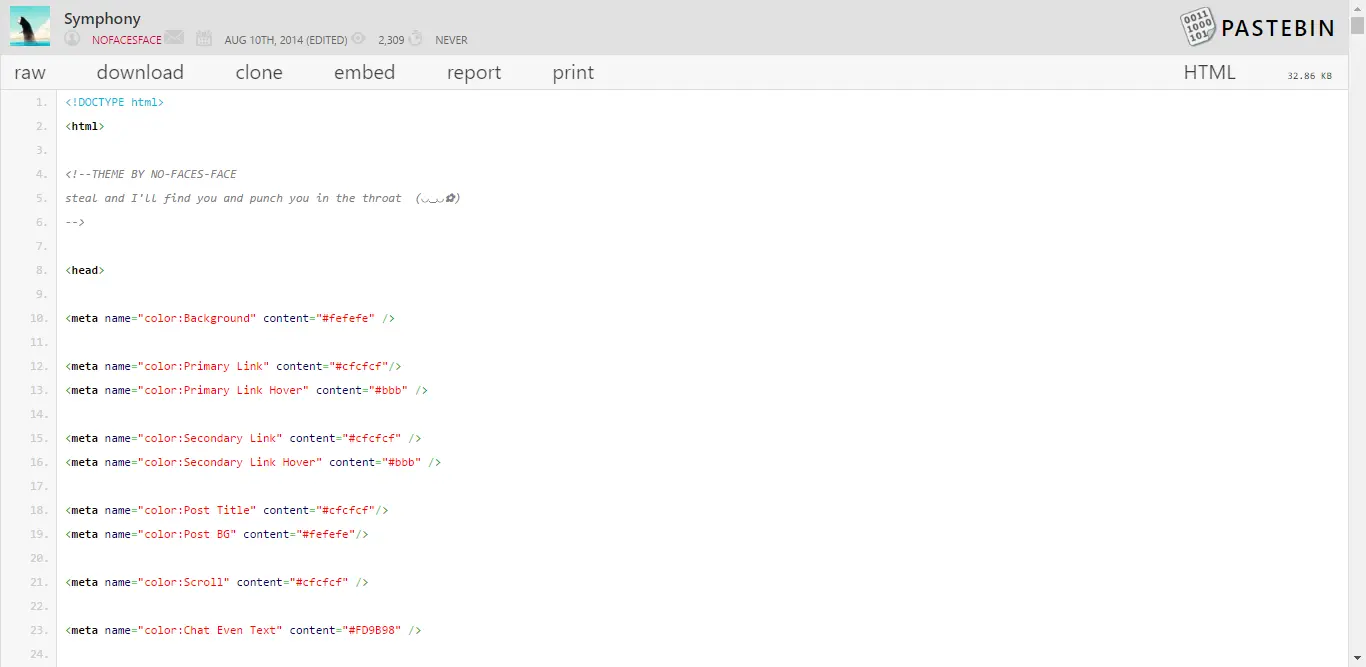 Symphony
NOFACESFACE AUG 10TH, 2014 (EDITED) 2,309 NEVER
0011 1000 101 PASTEBIN
raw download clone embed report print HTML 32.86 KB
1. <!DOCTYPE html>
2. <html>
3.
4. <!--THEME BY NO-FACES-FACE
5. steal and I'll find you and punch you in the throat  (◡‿◡✿)
6. -->
7.
8. <head>
9.
10. <meta name="color:Background" content="#fefefe" />
11.
12. <meta name="color:Primary Link" content="#cfcfcf"/>
13. <meta name="color:Primary Link Hover" content="#bbb" />
14.
15. <meta name="color:Secondary Link" content="#cfcfcf" />
16. <meta name="color:Secondary Link Hover" content="#bbb" />
17.
18. <meta name="color:Post Title" content="#cfcfcf"/>
19. <meta name="color:Post BG" content="#fefefe"/>
20.
21. <meta name="color:Scroll" content="#cfcfcf" />
22.
23. <meta name="color:Chat Even Text" content="#FD9B98" />
24.